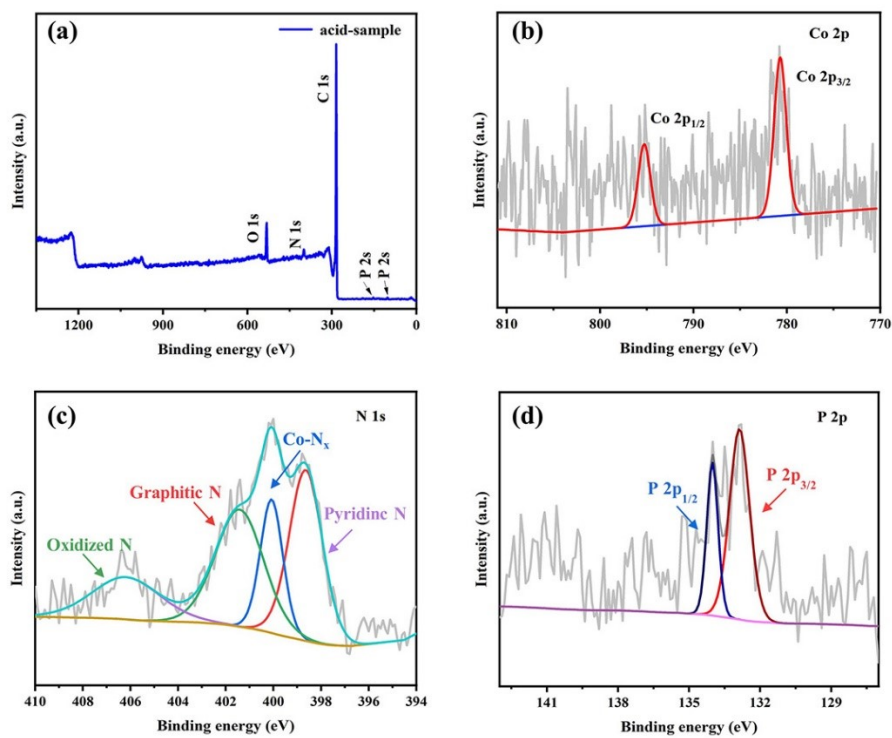 (a)
acid-sample
C 1s
O 1s
N 1s
P 2s
P 2s
Intensity (a.u.)
1200 900 600 300 0
Binding energy (eV)
(b)
Co 2p
Co 2p3/2
Co 2p1/2
Intensity (a.u.)
810 800 790 780 770
Binding energy (eV)
(c)
N 1s
Co-Nx
Graphitic N
Pyridinc N
Oxidized N
Intensity (a.u.)
410 408 406 404 402 400 398 396 394
Binding energy (eV)
(d)
P 2p
P 2p1/2
P 2p3/2
Intensity (a.u.)
141 138 135 132 129
Binding energy (eV)